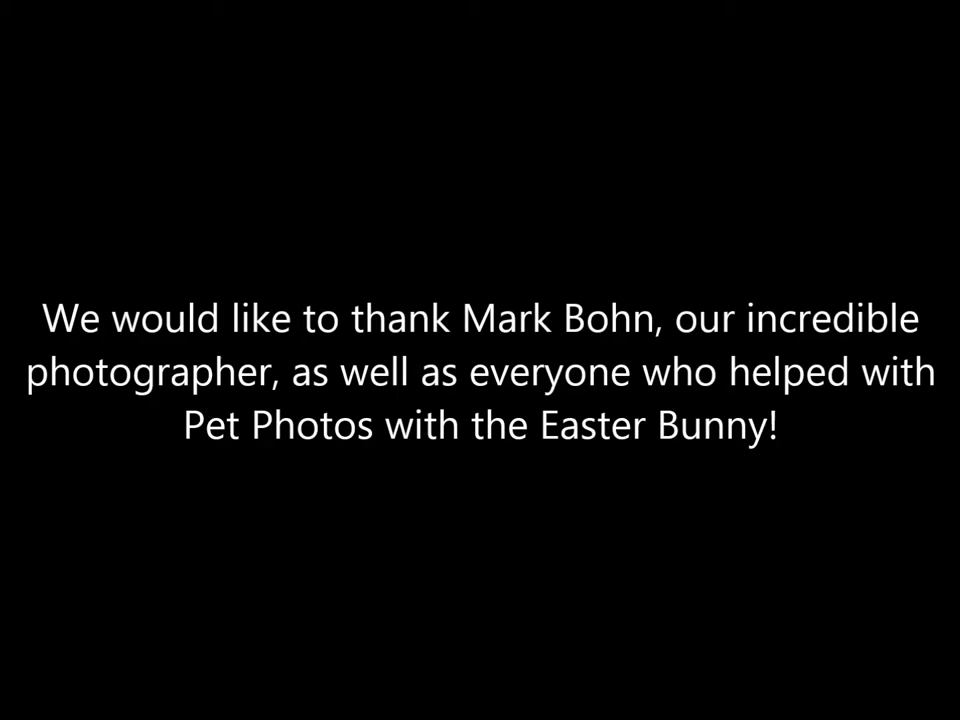 We would like to thank Mark Bohn, our incredible
photographer, as well as everyone who helped with
Pet Photos with the Easter Bunny!